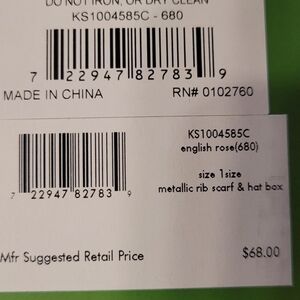 DO NOT IRON, OR DRY CLEAN
KS1004585C - 680
7 22947 82783 9
MADE IN CHINA RN# 0102760
KS1004585C
english rose(680)
size 1size
metallic rib scarf & hat box
7 22947 82783 9
Mfr Suggested Retail Price $68.00